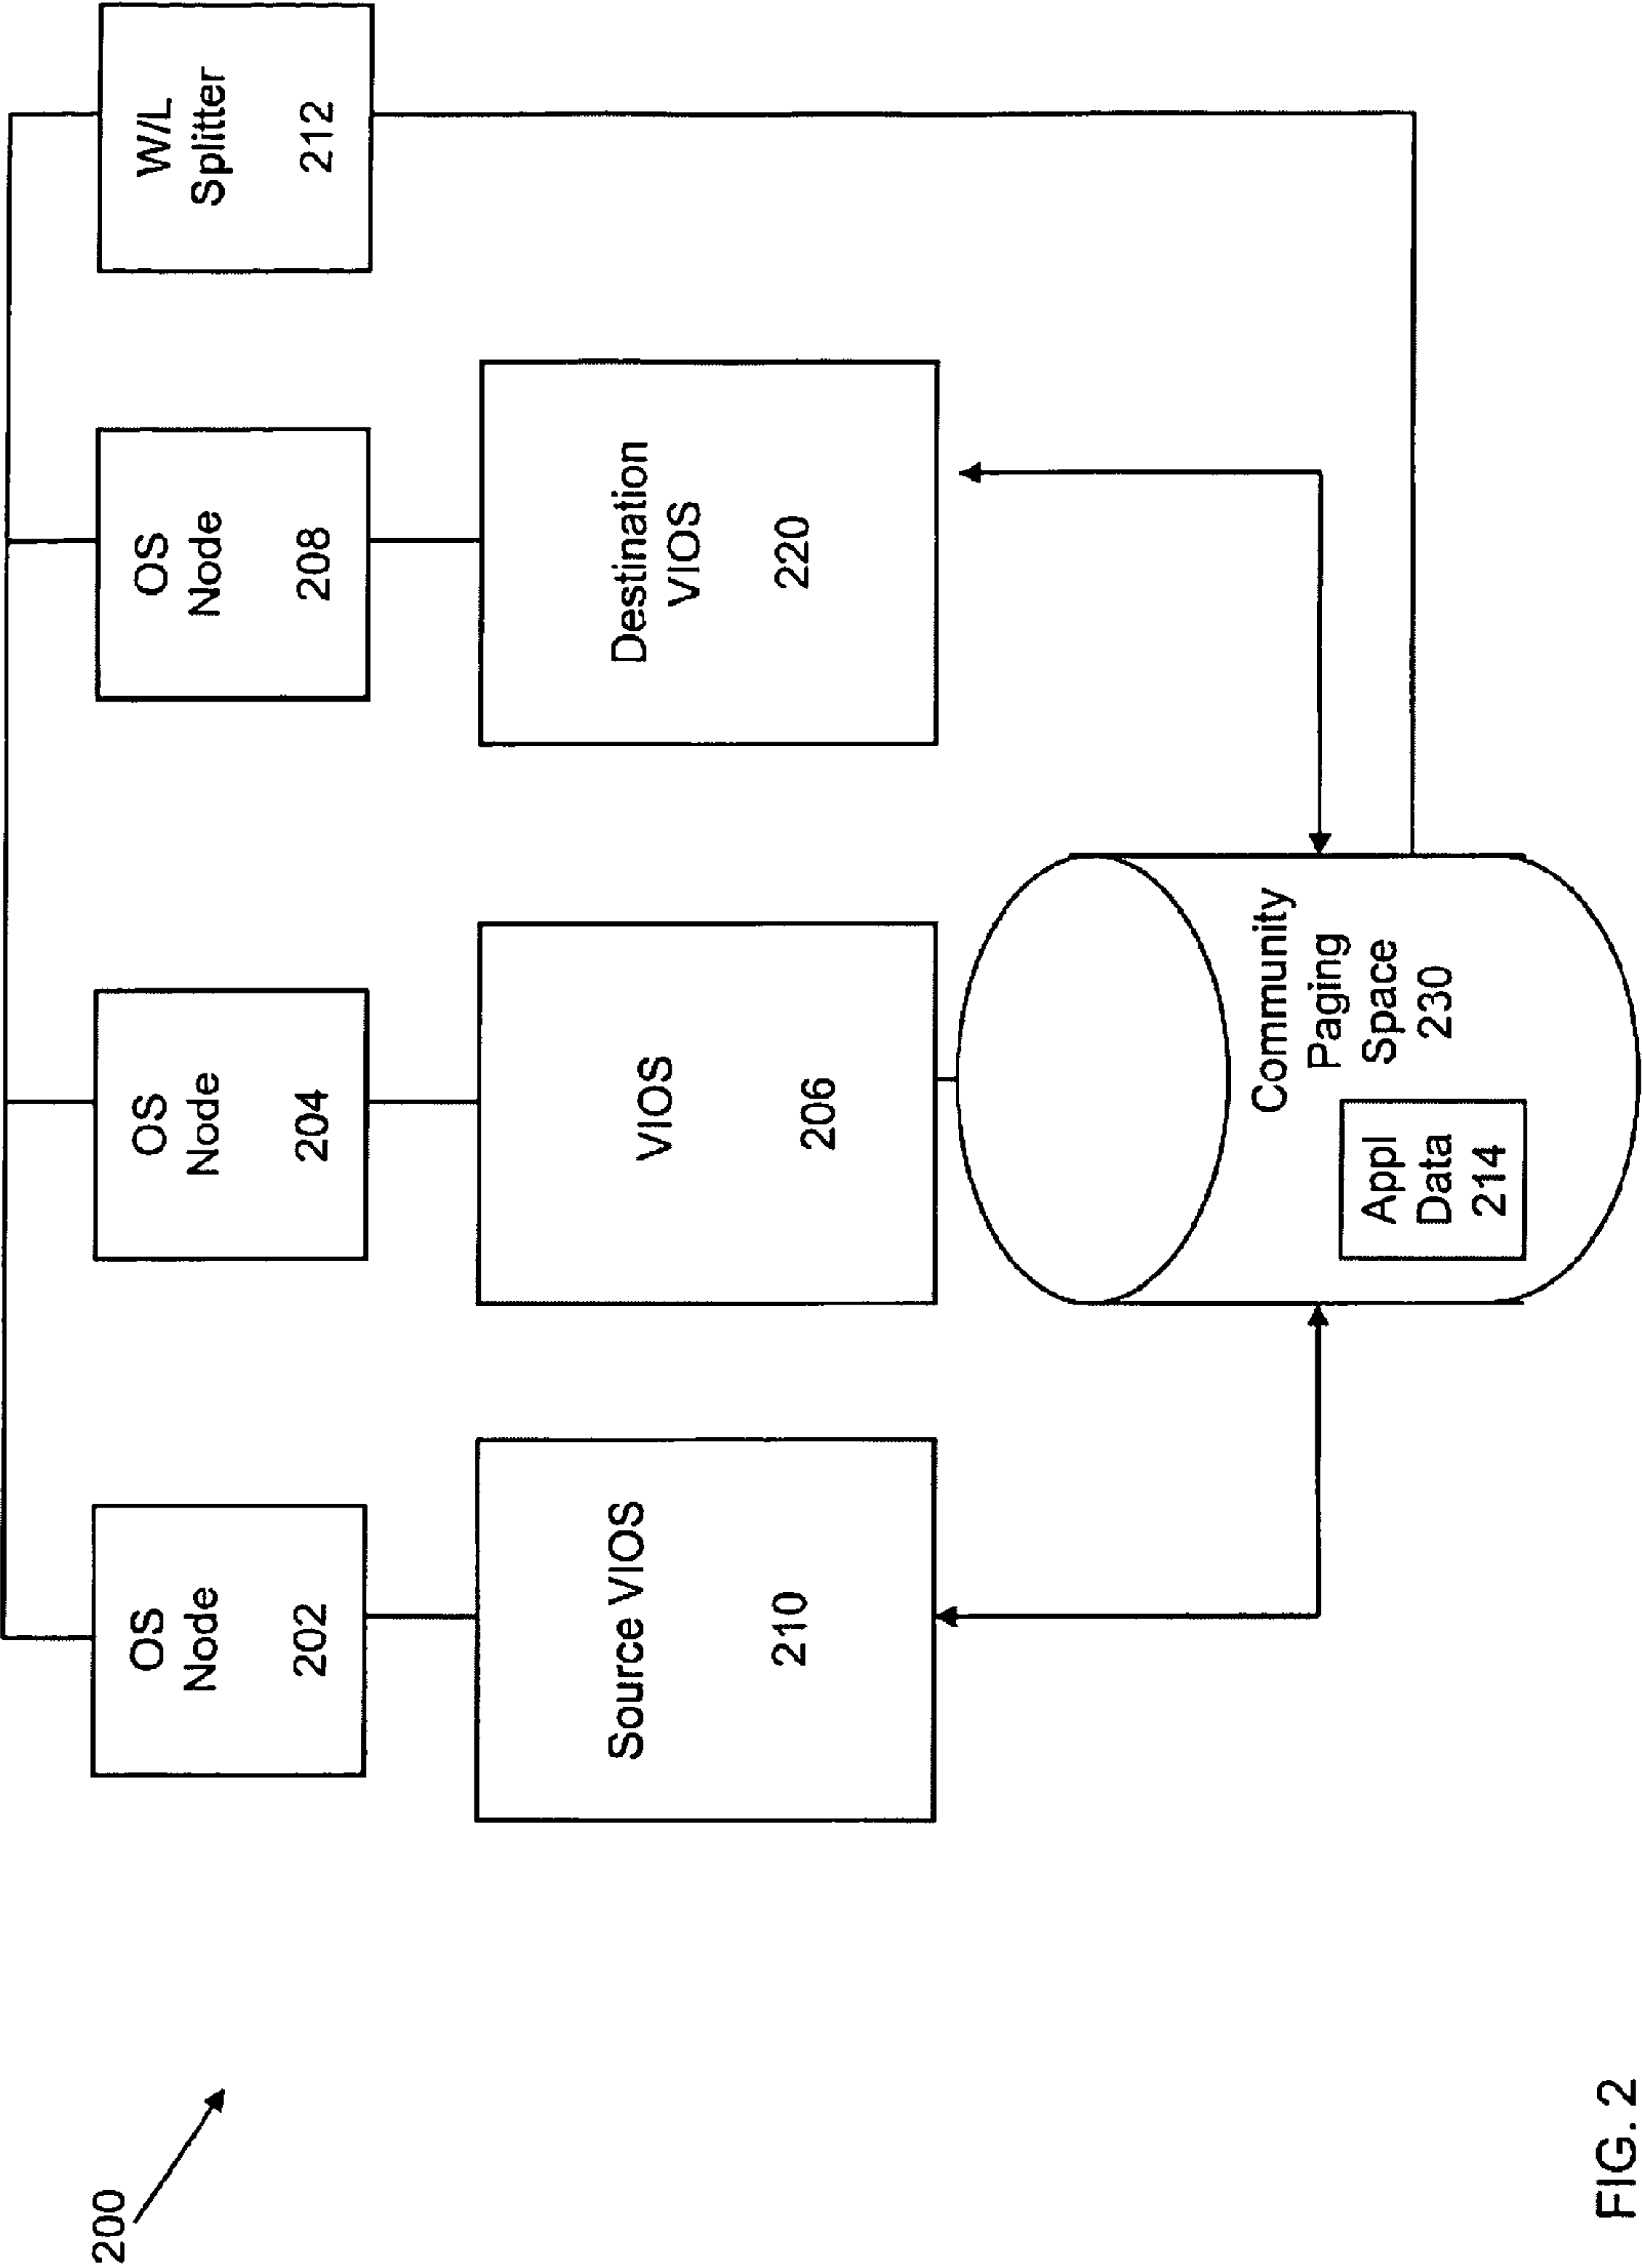 200
OS
Node
202
OS
Node
204
OS
Node
208
W/L
Splitter
212
Source VIOS
210
VIOS
206
Destination
VIOS
220
Community
Paging
Space
230
Appl
Data
214
FIG. 2